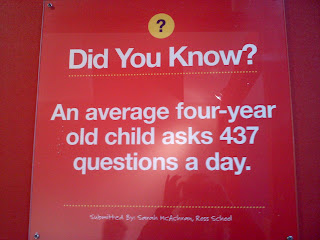 ?
Did You Know?
An average four-year
old child asks 437
questions a day.
Submitted By: Sarah McAchran, Ross School